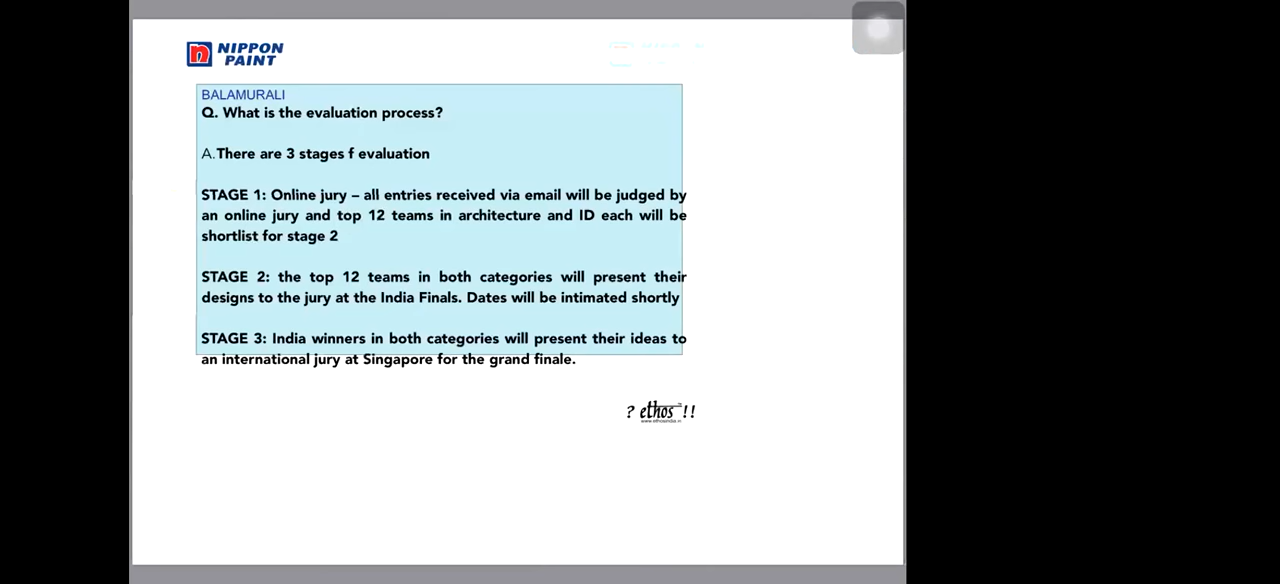 NIPPON
PAINT
BALAMURALI
Q. What is the evaluation process?
A.There are 3 stages f evaluation
STAGE 1: Online jury – all entries received via email will be judged by
an online jury and top 12 teams in architecture and ID each will be
shortlist for stage 2
STAGE 2: the top 12 teams in both categories will present their
designs to the jury at the India Finals. Dates will be intimated shortly
STAGE 3: India winners in both categories will present their ideas to
an international jury at Singapore for the grand finale.
? ethos ™ !!
www.ethosindia.in